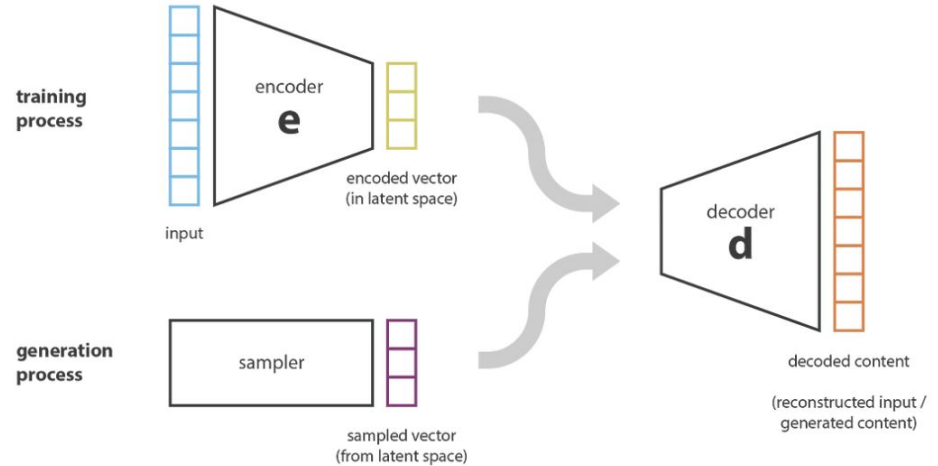 training
process
encoder
e
encoded vector
(in latent space)
input
generation
process
sampler
sampled vector
(from latent space)
decoder
d
decoded content
(reconstructed input /
generated content)